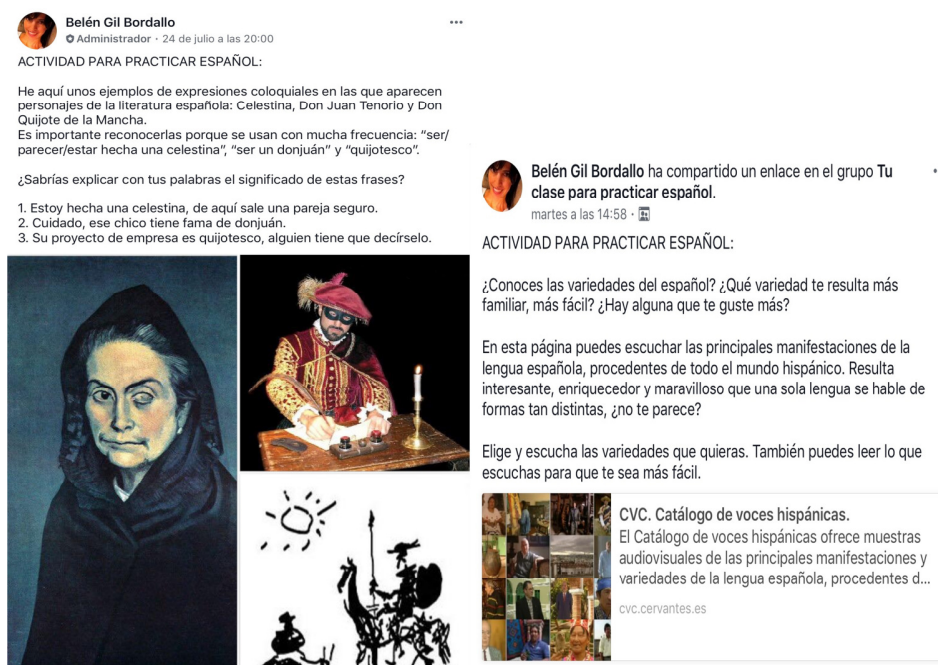 Belén Gil Bordallo
Administrador · 24 de julio a las 20:00
ACTIVIDAD PARA PRACTICAR ESPAÑOL:
He aquí unos ejemplos de expresiones coloquiales en las que aparecen
personajes de la literatura española: Celestina, Don Juan Tenorio y Don
Quijote de la Mancha.
Es importante reconocerlas porque se usan con mucha frecuencia: “ser/
parecer/estar hecha una celestina”, “ser un donjuán” y “quijotesco”.
¿Sabrías explicar con tus palabras el significado de estas frases?
1. Estoy hecha una celestina, de aquí sale una pareja seguro.
2. Cuidado, ese chico tiene fama de donjuán.
3. Su proyecto de empresa es quijotesco, alguien tiene que decírselo.
Belén Gil Bordallo ha compartido un enlace en el grupo Tu
clase para practicar español.
martes a las 14:58 ·
ACTIVIDAD PARA PRACTICAR ESPAÑOL:
¿Conoces las variedades del español? ¿Qué variedad te resulta más
familiar, más fácil? ¿Hay alguna que te guste más?
En esta página puedes escuchar las principales manifestaciones de la
lengua española, procedentes de todo el mundo hispánico. Resulta
interesante, enriquecedor y maravilloso que una sola lengua se hable de
formas tan distintas, ¿no te parece?
Elige y escucha las variedades que quieras. También puedes leer lo que
escuchas para que te sea más fácil.
CVC. Catálogo de voces hispánicas.
El Catálogo de voces hispánicas ofrece muestras
audiovisuales de las principales manifestaciones y
variedades de la lengua española, procedentes d...
cvc.cervantes.es